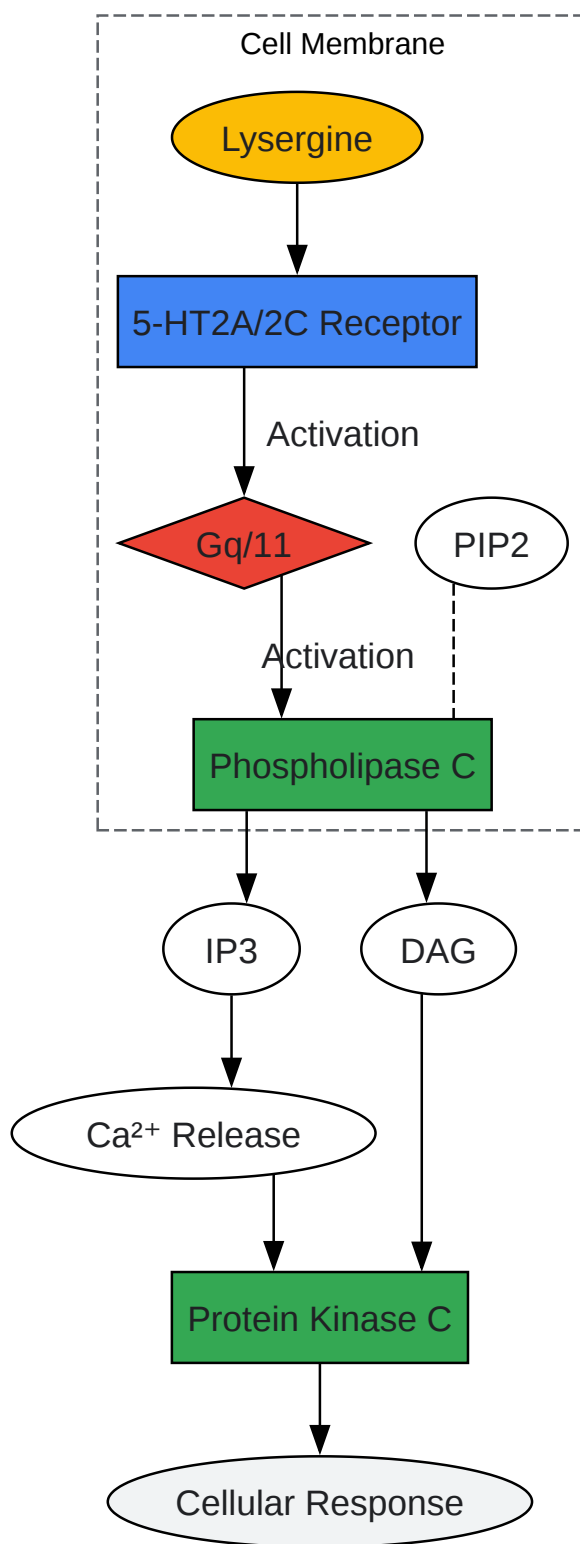 Cell Membrane
Lysergine
5-HT2A/2C Receptor
Activation
Gq/11
PIP2
Activation
Phospholipase C
IP3
DAG
Ca²⁺ Release
Protein Kinase C
Cellular Response